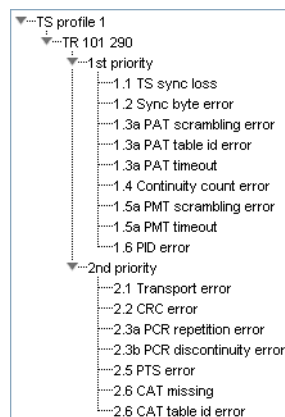 TS profile 1
TR 101 290
1st priority
1.1 TS sync loss
1.2 Sync byte error
1.3a PAT scrambling error
1.3a PAT table id error
1.3a PAT timeout
1.4 Continuity count error
1.5a PMT scrambling error
1.5a PMT timeout
1.6 PID error
2nd priority
2.1 Transport error
2.2 CRC error
2.3a PCR repetition error
2.3b PCR discontinuity error
2.5 PTS error
2.6 CAT missing
2.6 CAT table id error